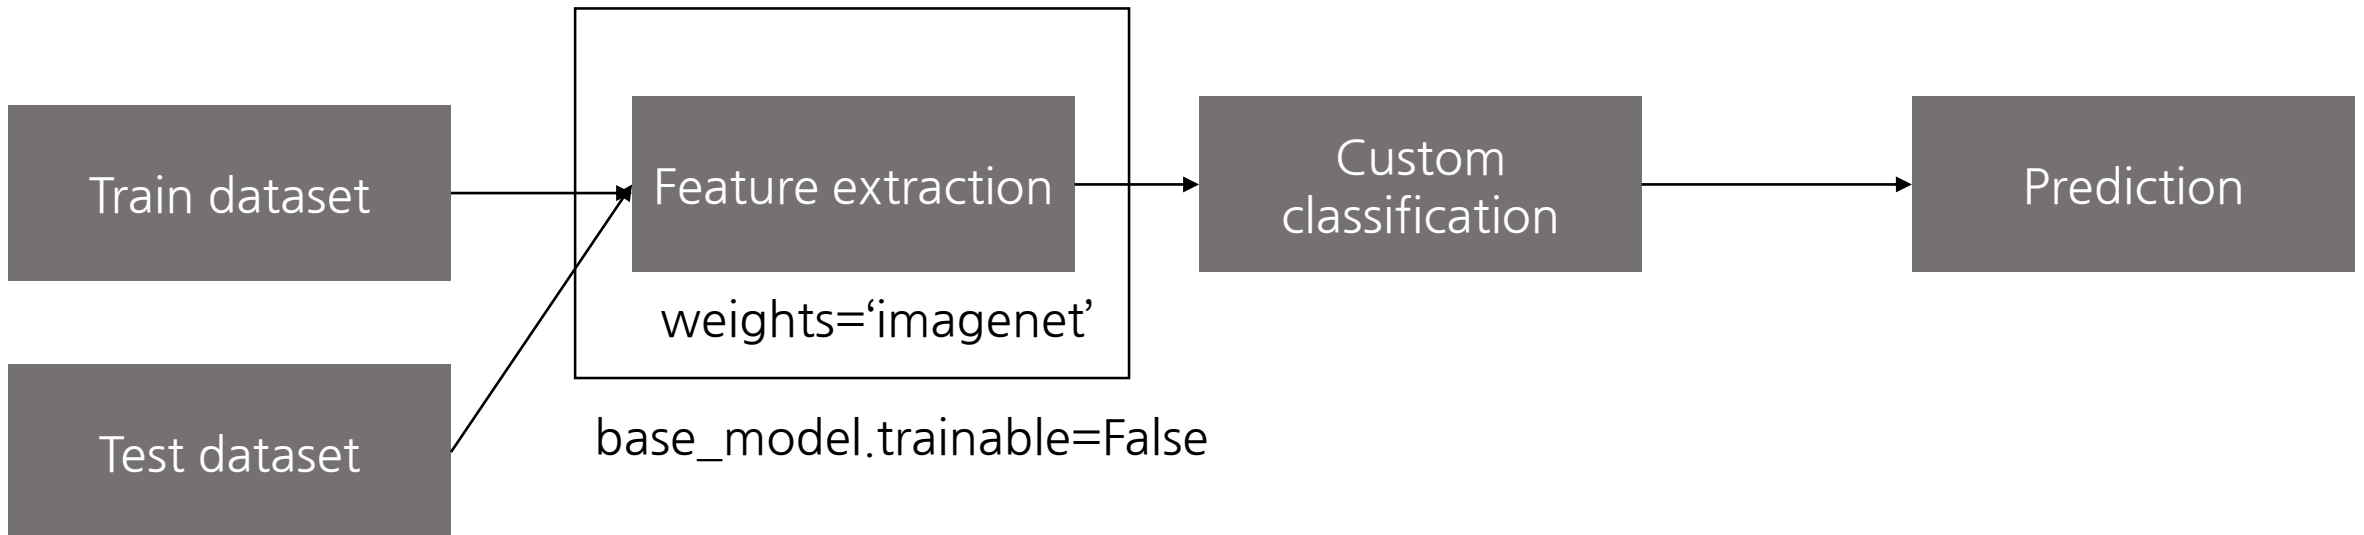 Train dataset
Feature extraction
Custom
classification
Prediction
weights=‘imagenet’
base_model.trainable=False
Test dataset